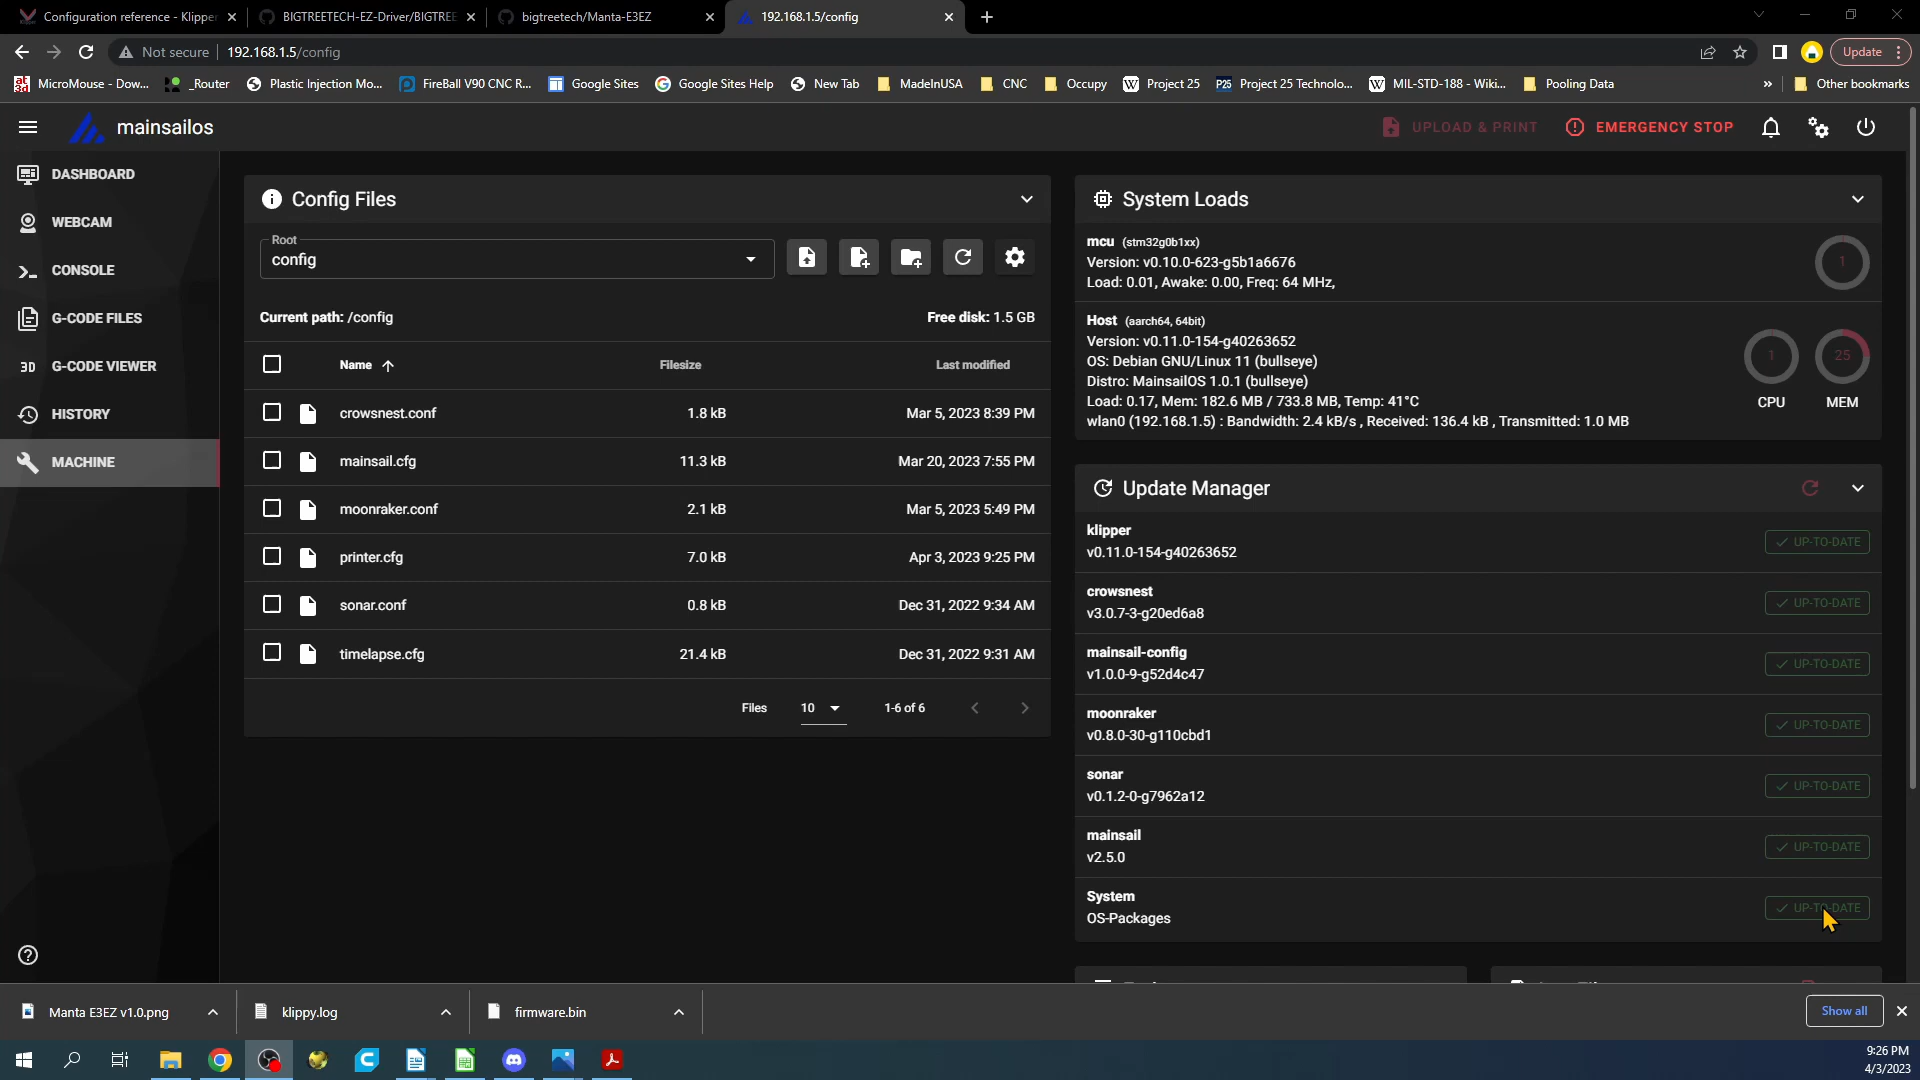 Configuration reference - Klipper
BIGTREETECH-EZ-Driver/BIGTREE
bigtreetech/Manta-E3EZ
192.168.1.5/config
Not secure
192.168.1.5/config
Update
MicroMouse - Dow...
_Router
Plastic Injection Mo...
FireBall V90 CNC R...
Google Sites
Google Sites Help
New Tab
MadeInUSA
CNC
Occupy
Project 25
Project 25 Technolo...
MIL-STD-188 - Wiki...
Pooling Data
»
Other bookmarks
mainsailos
UPLOAD & PRINT
EMERGENCY STOP
DASHBOARD
WEBCAM
CONSOLE
G-CODE FILES
3D G-CODE VIEWER
HISTORY
MACHINE
Config Files
Root
config
Current path: /config
Free disk: 1.5 GB
Name
Filesize
Last modified
crowsnest.conf 1.8 kB Mar 5, 2023 8:39 PM
mainsail.cfg 11.3 kB Mar 20, 2023 7:55 PM
moonraker.conf 2.1 kB Mar 5, 2023 5:49 PM
printer.cfg 7.0 kB Apr 3, 2023 9:25 PM
sonar.conf 0.8 kB Dec 31, 2022 9:34 AM
timelapse.cfg 21.4 kB Dec 31, 2022 9:31 AM
Files 10 1-6 of 6
System Loads
mcu (stm32g0b1xx)
Version: v0.10.0-623-g5b1a6676
Load: 0.01, Awake: 0.00, Freq: 64 MHz,
1
Host (aarch64, 64bit)
Version: v0.11.0-154-g40263652
OS: Debian GNU/Linux 11 (bullseye)
Distro: MainsailOS 1.0.1 (bullseye)
Load: 0.17, Mem: 182.6 MB / 733.8 MB, Temp: 41°C
wlan0 (192.168.1.5) : Bandwidth: 2.4 kB/s , Received: 136.4 kB , Transmitted: 1.0 MB
1
25
CPU
MEM
Update Manager
klipper
v0.11.0-154-g40263652
UP-TO-DATE
crowsnest
v3.0.7-3-g20ed6a8
UP-TO-DATE
mainsail-config
v1.0.0-9-g52d4c47
UP-TO-DATE
moonraker
v0.8.0-30-g110cbd1
UP-TO-DATE
sonar
v0.1.2-0-g7962a12
UP-TO-DATE
mainsail
v2.5.0
UP-TO-DATE
System
OS-Packages
UP-TO-DATE
Manta E3EZ v1.0.png
klippy.log
firmware.bin
Show all
9:26 PM
4/3/2023